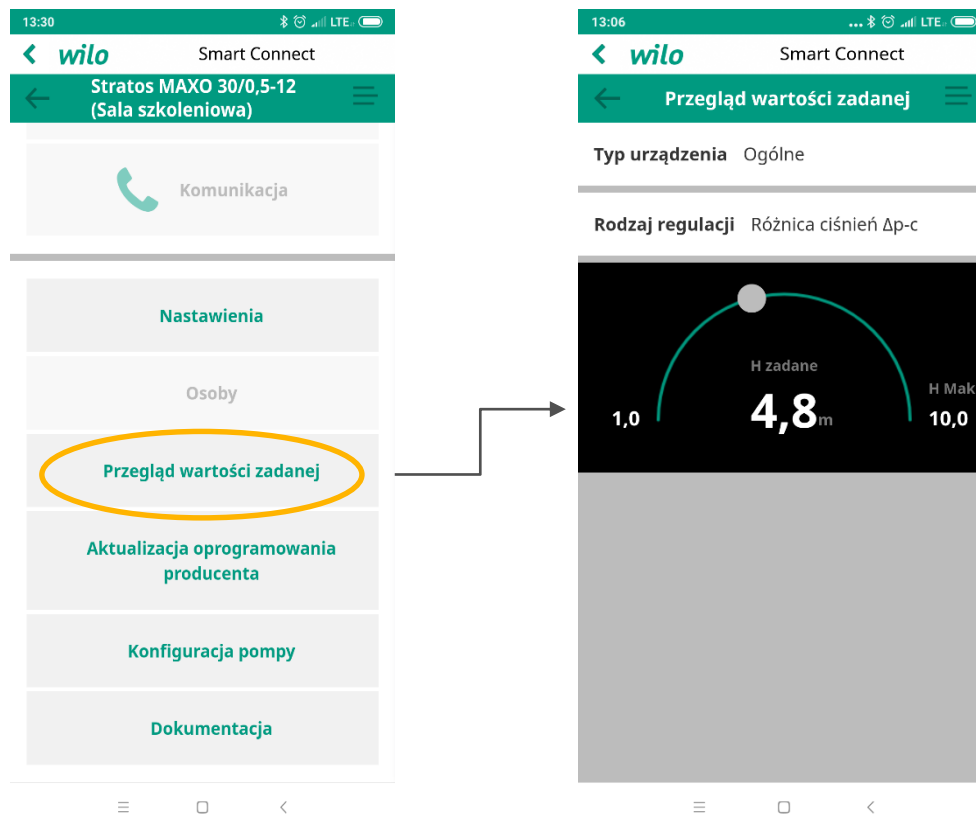 13:30 LTE
wilo Smart Connect
Stratos MAXO 30/0,5-12
(Sala szkoleniowa)
Komunikacja
Nastawienia
Osoby
Przegląd wartości zadanej
Aktualizacja oprogramowania
producenta
Konfiguracja pompy
Dokumentacja
13:06 ... LTE
wilo Smart Connect
Przegląd wartości zadanej
Typ urządzenia Ogólne
Rodzaj regulacji Różnica ciśnień Δp-c
H zadane
H Mak
1,0 4,8 m 10,0